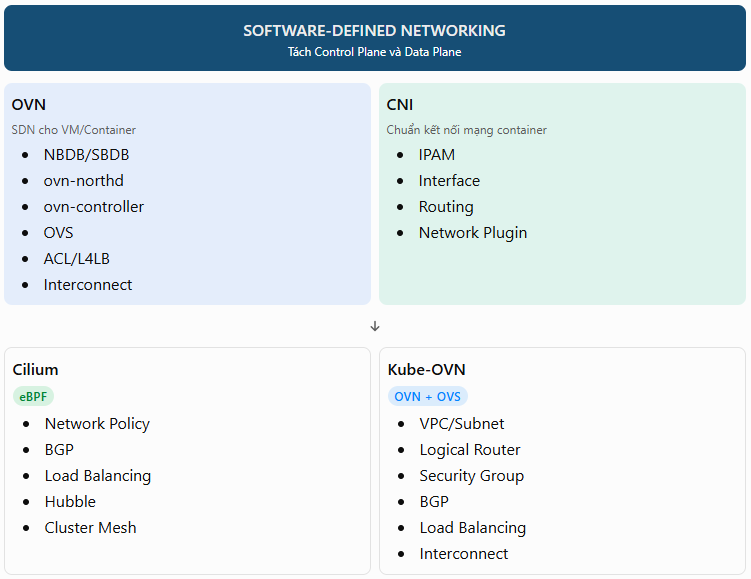 SOFTWARE-DEFINED NETWORKING
Tách Control Plane và Data Plane
OVN
SDN cho VM/Container
NBDB/SBDB
ovn-northd
ovn-controller
OVS
ACL/L4LB
Interconnect
CNI
Chuẩn kết nối mạng container
IPAM
Interface
Routing
Network Plugin
Cilium
eBPF
Network Policy
BGP
Load Balancing
Hubble
Cluster Mesh
Kube-OVN
OVN + OVS
VPC/Subnet
Logical Router
Security Group
BGP
Load Balancing
Interconnect